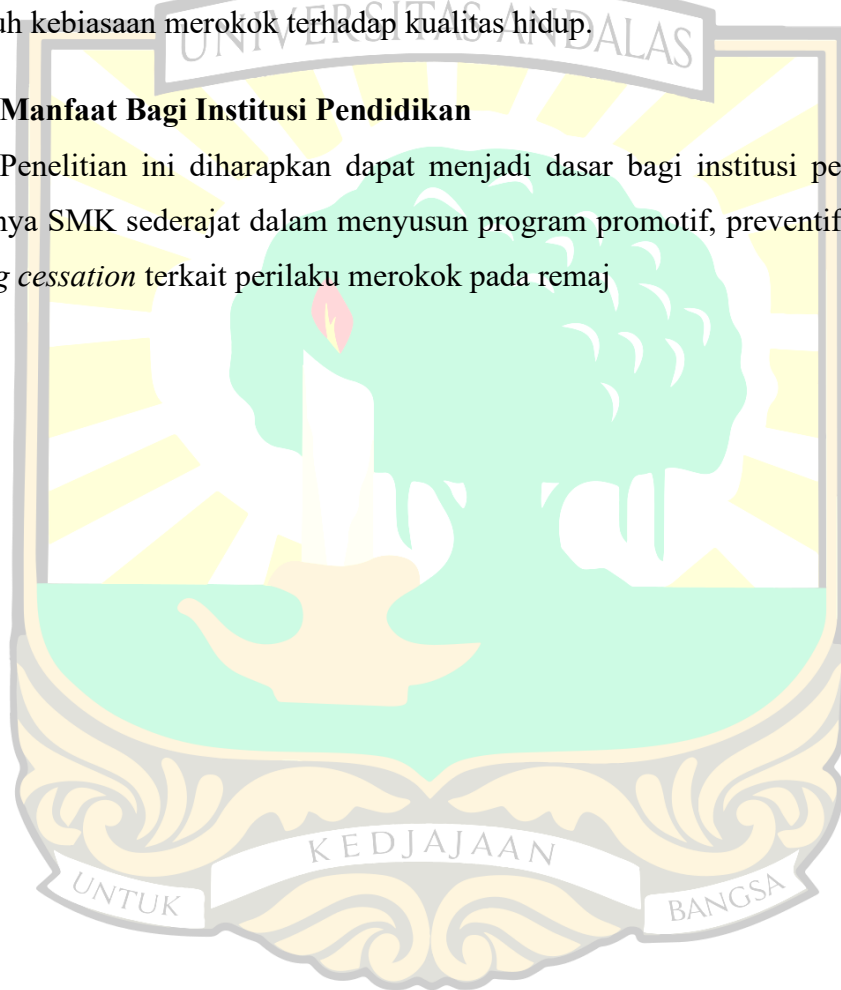 uh kebiasaan merokok terhadap kualitas hidup.
UNIVERSITAS ANDALAS
Manfaat Bagi Institusi Pendidikan
Penelitian ini diharapkan dapat menjadi dasar bagi institusi pe
nya SMK sederajat dalam menyusun program promotif, preventif
g cessation terkait perilaku merokok pada remaj
KEDJAJAAN
UNTUK
BANGSA